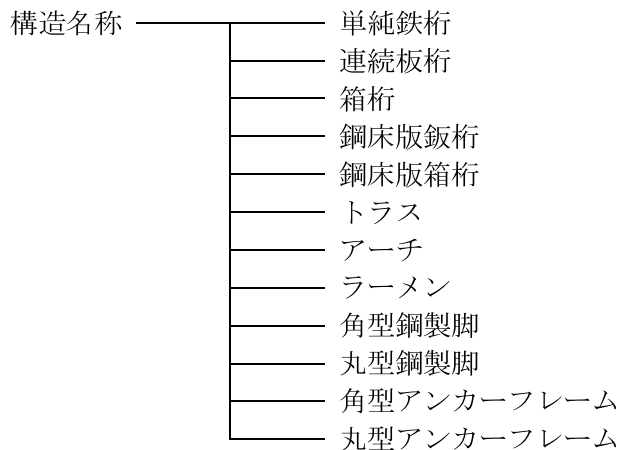 構造名称 単純鉄桁
連続板桁
箱桁
鋼床版鈑桁
鋼床版箱桁
トラス
アーチ
ラーメン
角型鋼製脚
丸型鋼製脚
角型アンカーフレーム
丸型アンカーフレーム